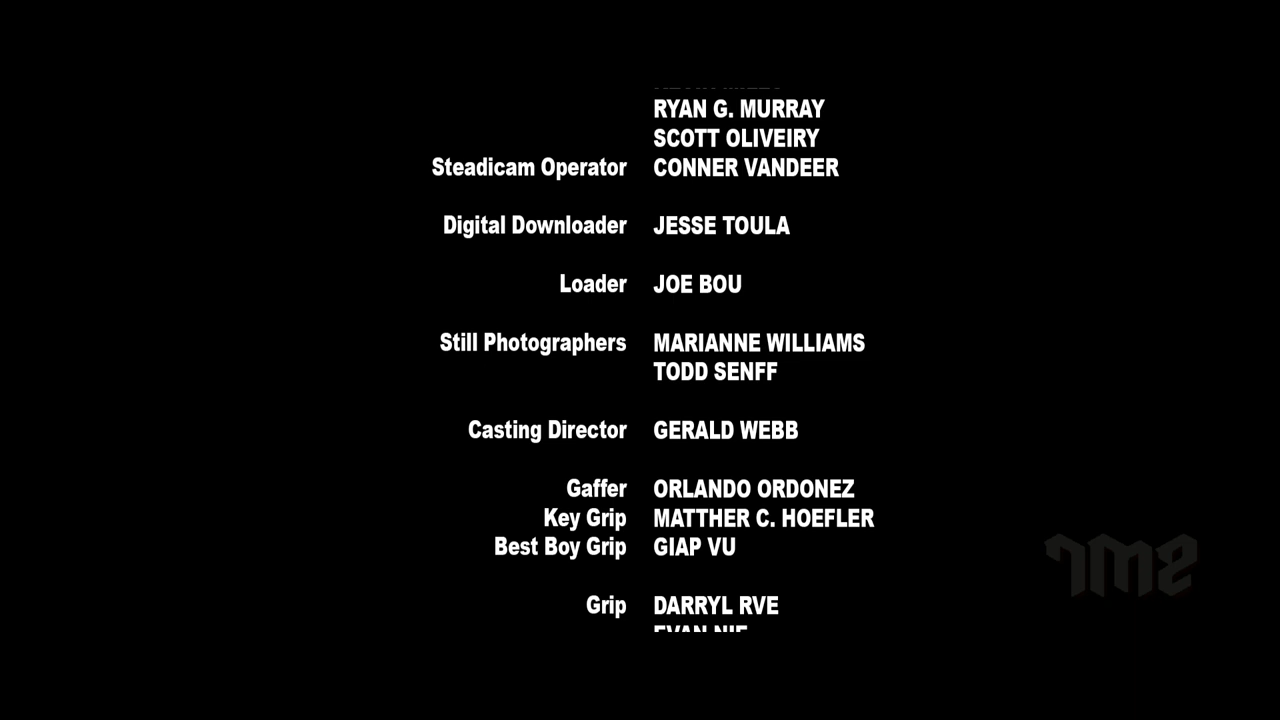 RYAN G. MURRAY
SCOTT OLIVEIRY
Steadicam Operator CONNER VANDEER
Digital Downloader JESSE TOULA
Loader JOE BOU
Still Photographers MARIANNE WILLIAMS
TODD SENFF
Casting Director GERALD WEBB
Gaffer ORLANDO ORDONEZ
Key Grip MATTHER C. HOEFLER
Best Boy Grip GIAP VU
Grip DARRYL RVE